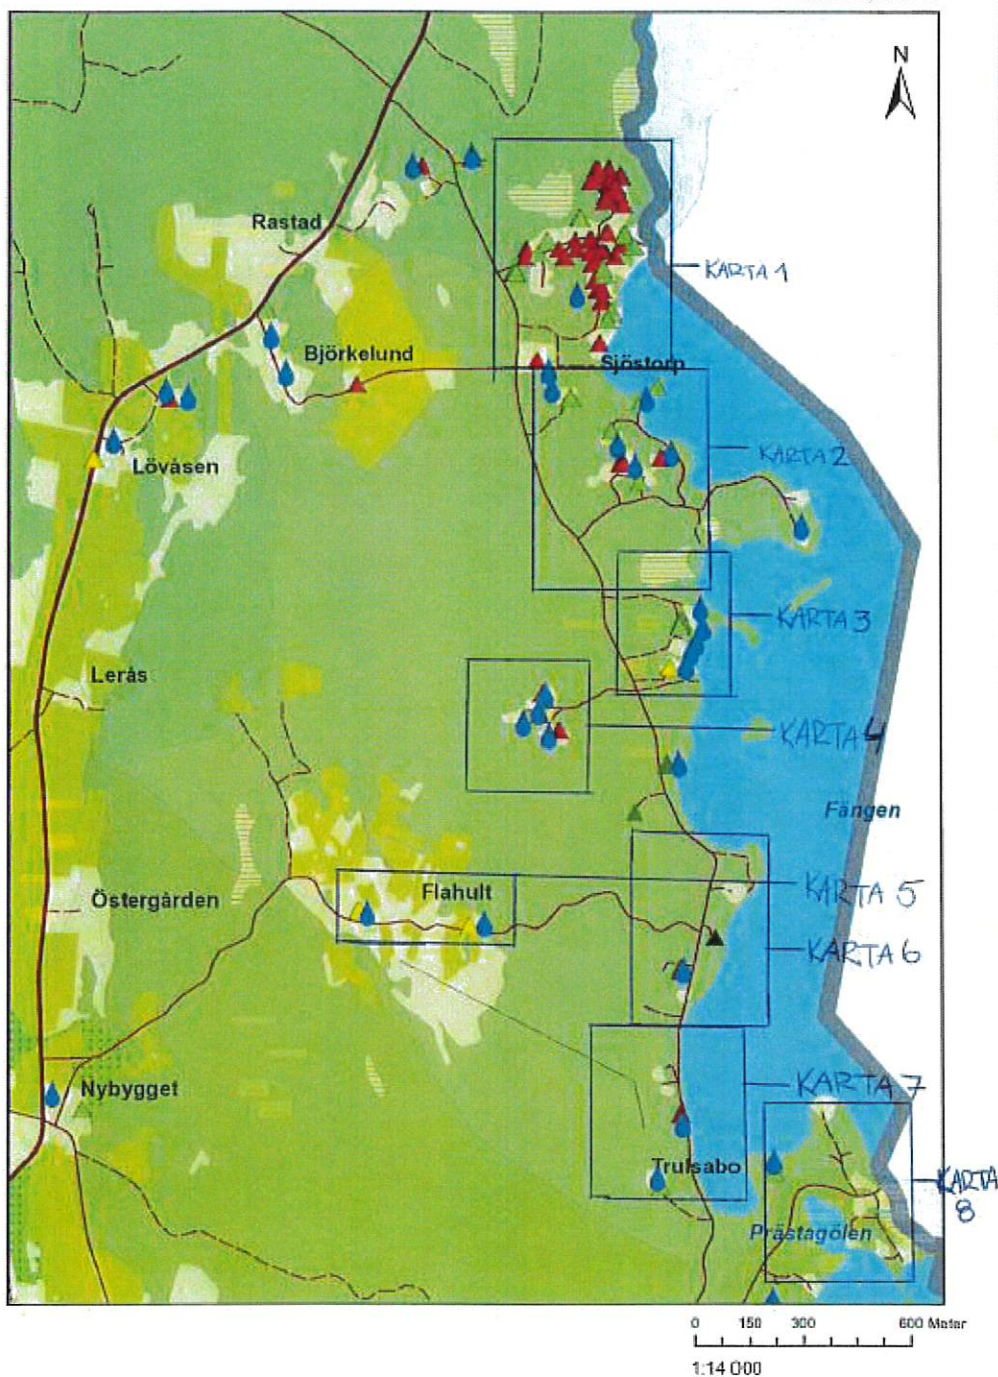 N
Rastad
KARTA 1
Björkelund
Sjöstorp
KARTA 2
Lövåsen
KARTA 3
Lerås
KARTA 4
Fängen
Flahult
KARTA 5
Östergården
KARTA 6
KARTA 7
Nybygget
Trulsabo
KARTA
8
Prästagölen
0 150 300 600 Meter
1:14 000